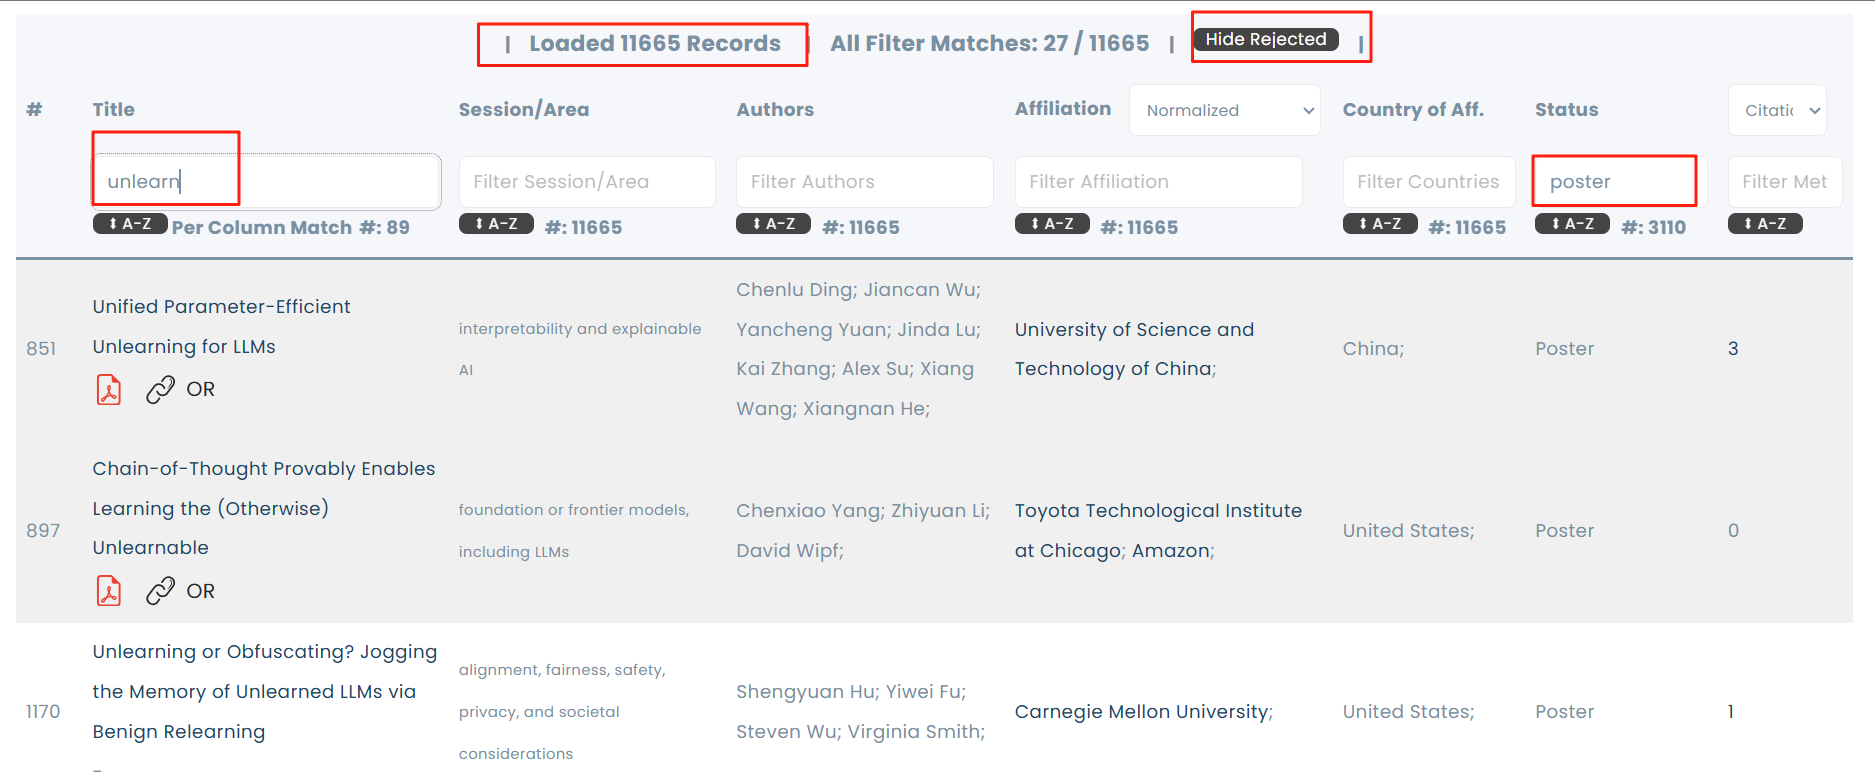 | Loaded 11665 Records | All Filter Matches: 27 / 11665 | Hide Rejected |
# Title Session/Area Authors Affiliation Normalized Country of Aff. Status Citatic
unlearn Filter Session/Area Filter Authors Filter Affiliation Filter Countries poster Filter Met
⬍ A-Z Per Column Match #: 89 ⬍ A-Z #: 11665 ⬍ A-Z #: 11665 ⬍ A-Z #: 11665 ⬍ A-Z #: 11665 ⬍ A-Z #: 3110 ⬍ A-Z
851
Unified Parameter-Efficient
Unlearning for LLMs
OR
interpretability and explainable
AI
Chenlu Ding; Jiancan Wu;
Yancheng Yuan; Jinda Lu;
Kai Zhang; Alex Su; Xiang
Wang; Xiangnan He;
University of Science and
Technology of China;
China;
Poster
3
897
Chain-of-Thought Provably Enables
Learning the (Otherwise)
Unlearnable
OR
foundation or frontier models,
including LLMs
Chenxiao Yang; Zhiyuan Li;
David Wipf;
Toyota Technological Institute
at Chicago; Amazon;
United States;
Poster
0
1170
Unlearning or Obfuscating? Jogging
the Memory of Unlearned LLMs via
Benign Relearning
alignment, fairness, safety,
privacy, and societal
considerations
Shengyuan Hu; Yiwei Fu;
Steven Wu; Virginia Smith;
Carnegie Mellon University;
United States;
Poster
1